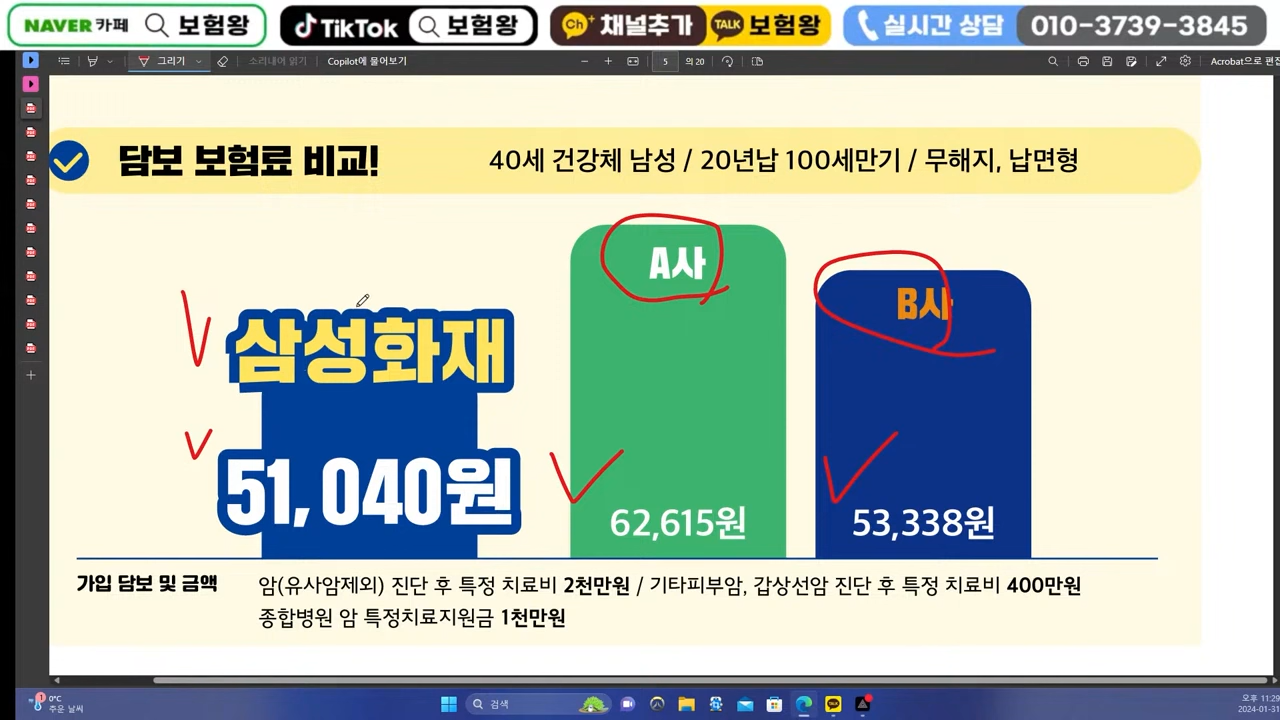 NAVER 카페 보험왕 TikTok 보험왕 Ch+ 채널추가 TALK 보험왕 실시간 상담 010-3739-3845
그리기 소리내어 읽기 Copilot에 물어보기 5 의 20 Acrobat으로 편집
담보 보험료 비교! 40세 건강체 남성 / 20년납 100세만기 / 무해지, 납면형
A사
B사
삼성화재
51,040원
62,615원
53,338원
가입 담보 및 금액 암(유사암제외) 진단 후 특정 치료비 2천만원 / 기타피부암, 갑상선암 진단 후 특정 치료비 400만원
종합병원 암 특정치료지원금 1천만원
1 0°C
추운 날씨
검색
TALK
오후 11:29
2024-01-31